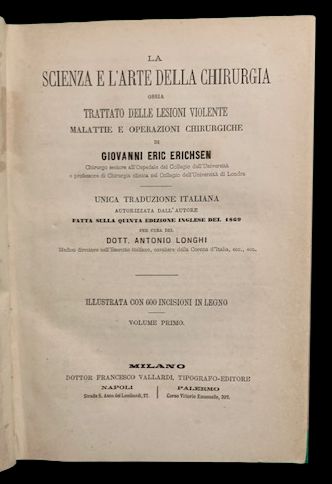 LA
SCIENZA E L'ARTE DELLA CHIRURGIA
OSSIA
TRATTATO DELLE LESIONI VIOLENTE
MALATTIE E OPERAZIONI CHIRURGICHE
DI
GIOVANNI ERIC ERICHSEN
Chirurgo seniore all'Ospedale del Collegio dell'Università
e professore di Chirurgia clinica nel Collegio dell'Università di Londra
UNICA TRADUZIONE ITALIANA
AUTORIZZATA DALL'AUTORE
FATTA SULLA QUINTA EDIZIONE INGLESE DEL 1869
PER CURA DEL
DOTT. ANTONIO LONGHI
Medico direttore nell'Esercito italiano, cavaliere della Corona d'Italia, ecc., ecc.
ILLUSTRATA CON 600 INCISIONI IN LEGNO
VOLUME PRIMO.
MILANO
DOTTOR FRANCESCO VALLARDI, TIPOGRAFO-EDITORE
NAPOLI PALERMO
Strada S. Anna dei Lombardi, 27. Corso Vittorio Emanuele,